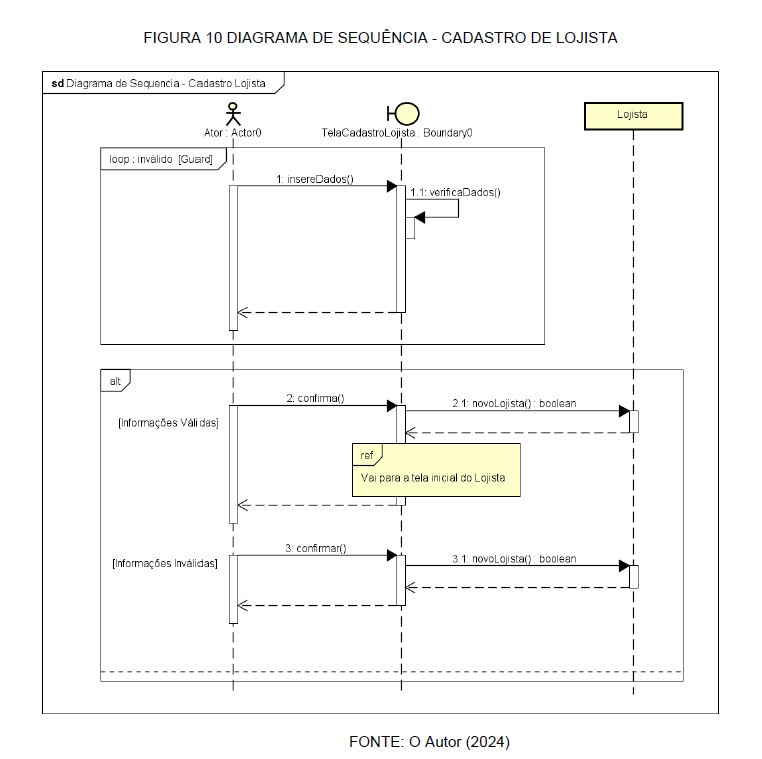 FIGURA 10 DIAGRAMA DE SEQUÊNCIA - CADASTRO DE LOJISTA
sd Diagrama de Sequencia - Cadastro Lojista
Ator : Actor0
TelaCadastroLojista : Boundary0
Lojista
loop : inválido [Guard]
1: insereDados()
1.1: verificaDados()
alt
2: confirma()
2.1: novoLojista() : boolean
[Informações Válidas]
ref
Vai para a tela inicial do Lojista
3: confirmar()
3.1: novoLojista() : boolean
[Informações Inválidas]
FONTE: O Autor (2024)